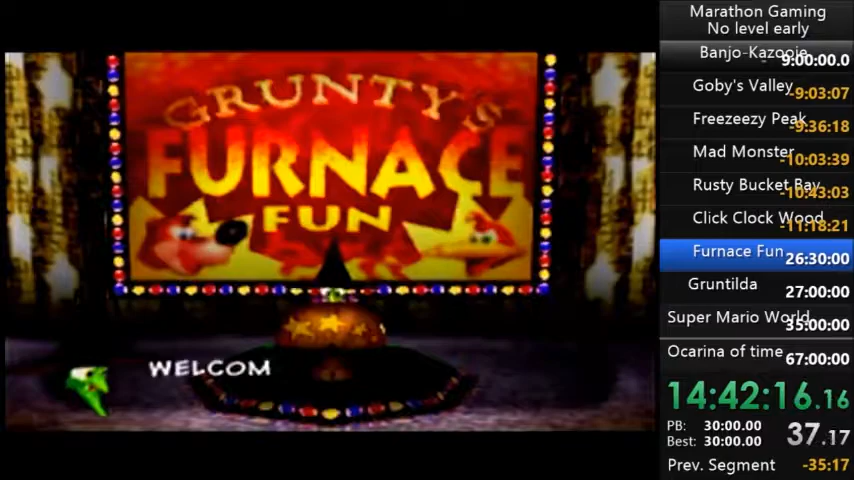 GRUNTY'S
FURNACE
FUN
WELCOM
Marathon Gaming
No level early
Banjo-Kazooie 9:00:00.0
Goby's Valley -9:03:07
Freezeezy Peak -9:36:18
Mad Monster -10:03:39
Rusty Bucket Bay -10:43:03
Click Clock Wood -11:18:21
Furnace Fun 26:30:00
Gruntilda 27:00:00
Super Mario World 35:00:00
Ocarina of time 67:00:00
14:42:16.16
PB: 30:00.00
Best: 30:00.00
37.17
Prev. Segment -35:17